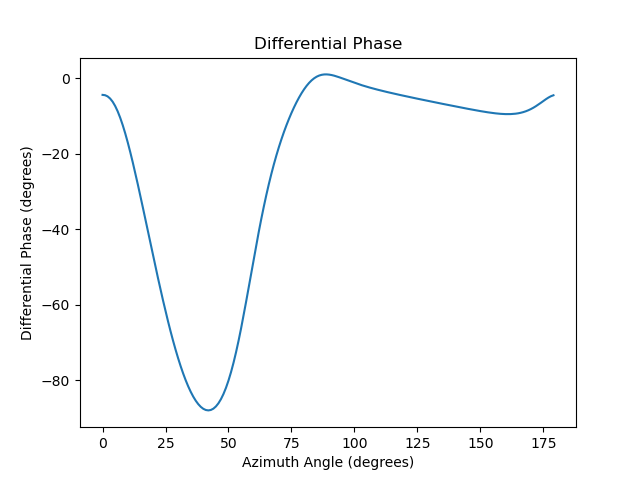 Differential Phase
0
−20
−40
−60
−80
Differential Phase (degrees)
0 25 50 75 100 125 150 175
Azimuth Angle (degrees)